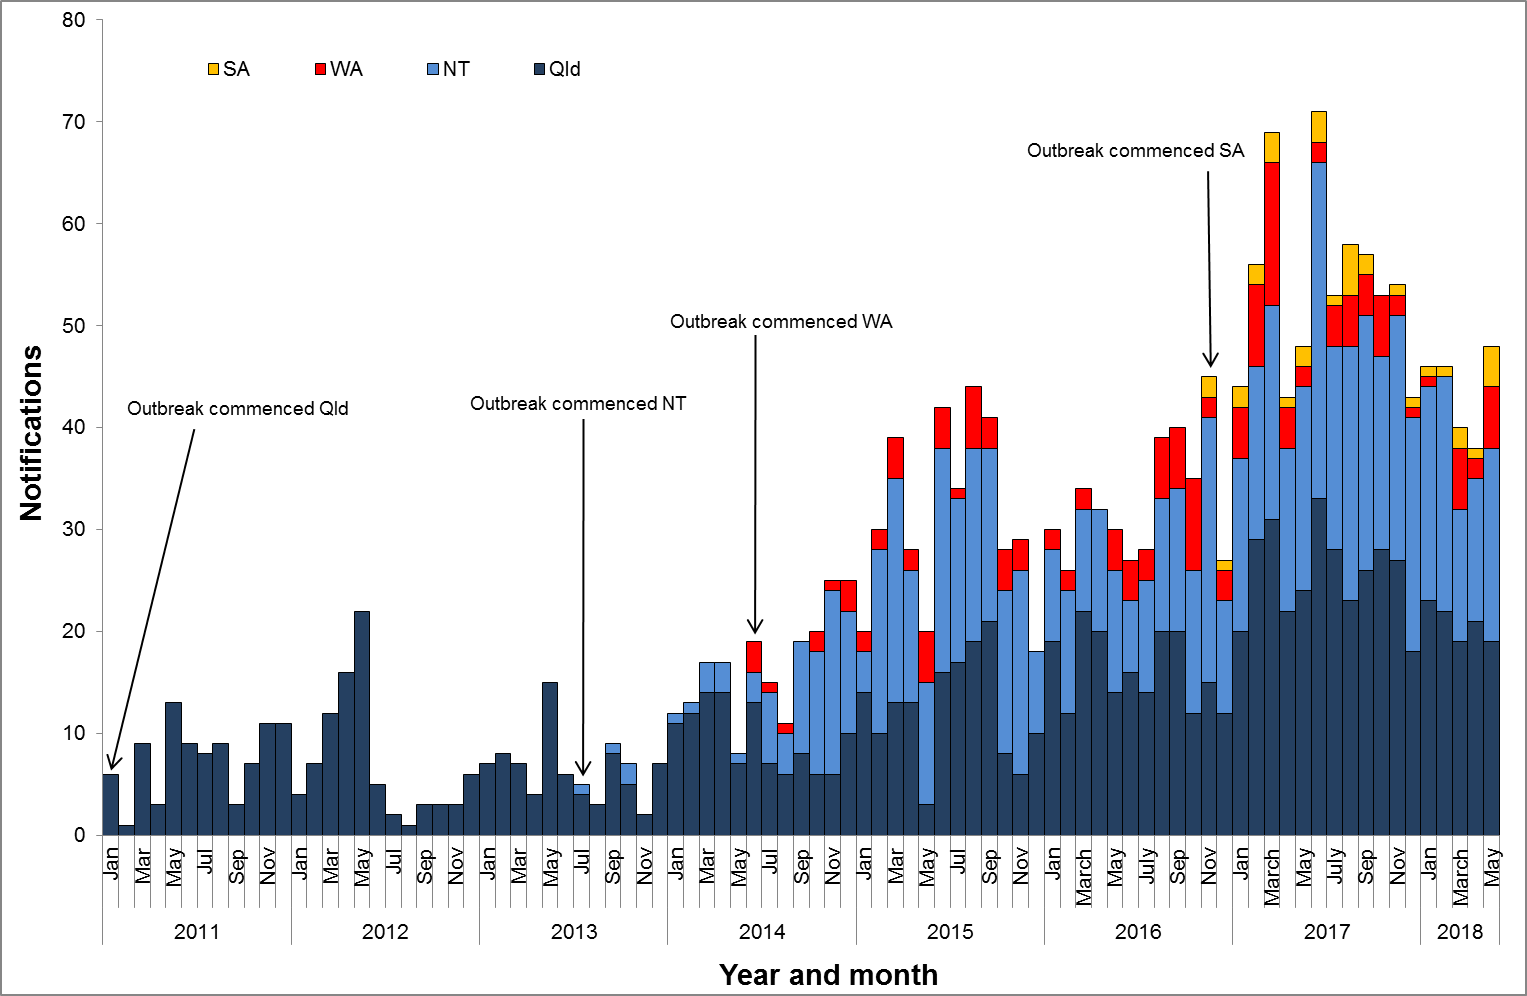 80
70
60
50
40
30
20
10
0
Notifications
SA WA NT Qld
Outbreak commenced SA
Outbreak commenced WA
Outbreak commenced NT
Outbreak commenced Qld
Jan Mar May Jul Sep Nov Jan Mar May Jul Sep Nov Jan Mar May Jul Sep Nov Jan Mar May Jul Sep Nov Jan Mar May Jul Sep Nov Jan March May July Sep Nov Jan March May July Sep Nov Jan March May
2011 2012 2013 2014 2015 2016 2017 2018
Year and month